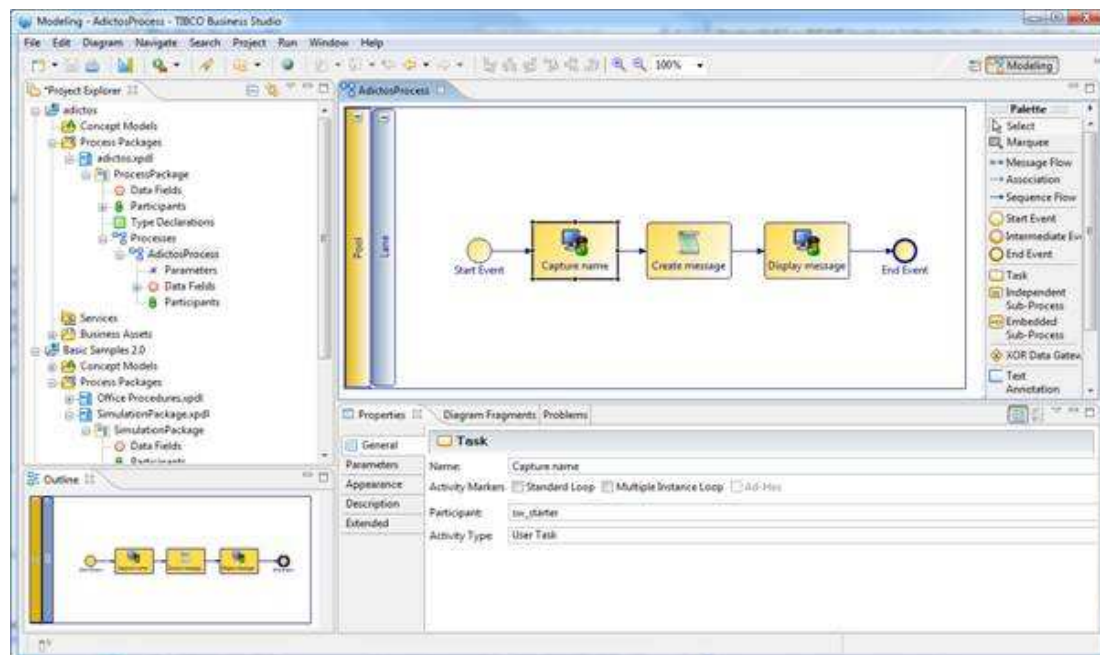 Modeling - AdictosProcess - TIBCO Business Studio
File Edit Diagram Navigate Search Project Run Window Help
100%
Modeling
*Project Explorer
adictos
Concept Models
Process Packages
adictos.xpdl
ProcessPackage
Data Fields
Participants
Type Declarations
Processes
AdictosProcess
Parameters
Data Fields
Participants
Services
Business Assets
Basic Samples 2.0
Concept Models
Process Packages
Office Procedures.xpdl
SimulationPackage.xpdl
SimulationPackage
Data Fields
Participants
Outline
AdictosProcess
Pool
Lane
Start Event
Capture name
Create message
Display message
End Event
Palette
Select
Marquee
Message Flow
Association
Sequence Flow
Start Event
Intermediate Ev
End Event
Task
Independent
Sub-Process
Embedded
Sub-Process
XOR Data Gatew
Text
Annotation
Properties Diagram Fragments Problems
General
Parameters
Appearance
Description
Extended
Task
Name: Capture name
Activity Markers Standard Loop Multiple Instance Loop Ad-Hoc
Participant: sw_starter
Activity Type: User Task